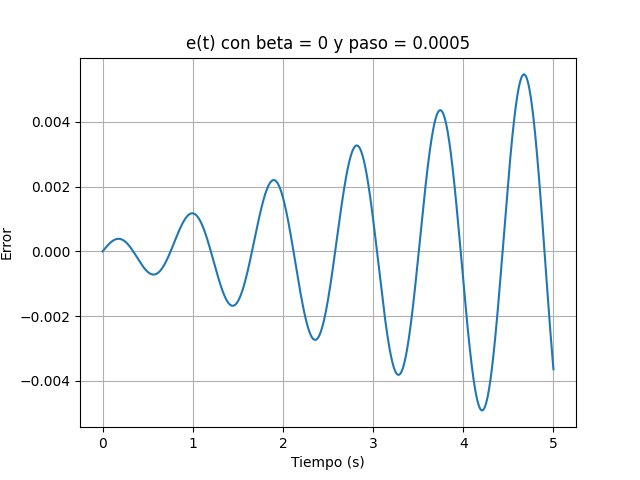 e(t) con beta = 0 y paso = 0.0005
Error
0.004
0.002
0.000
−0.002
−0.004
0 1 2 3 4 5
Tiempo (s)